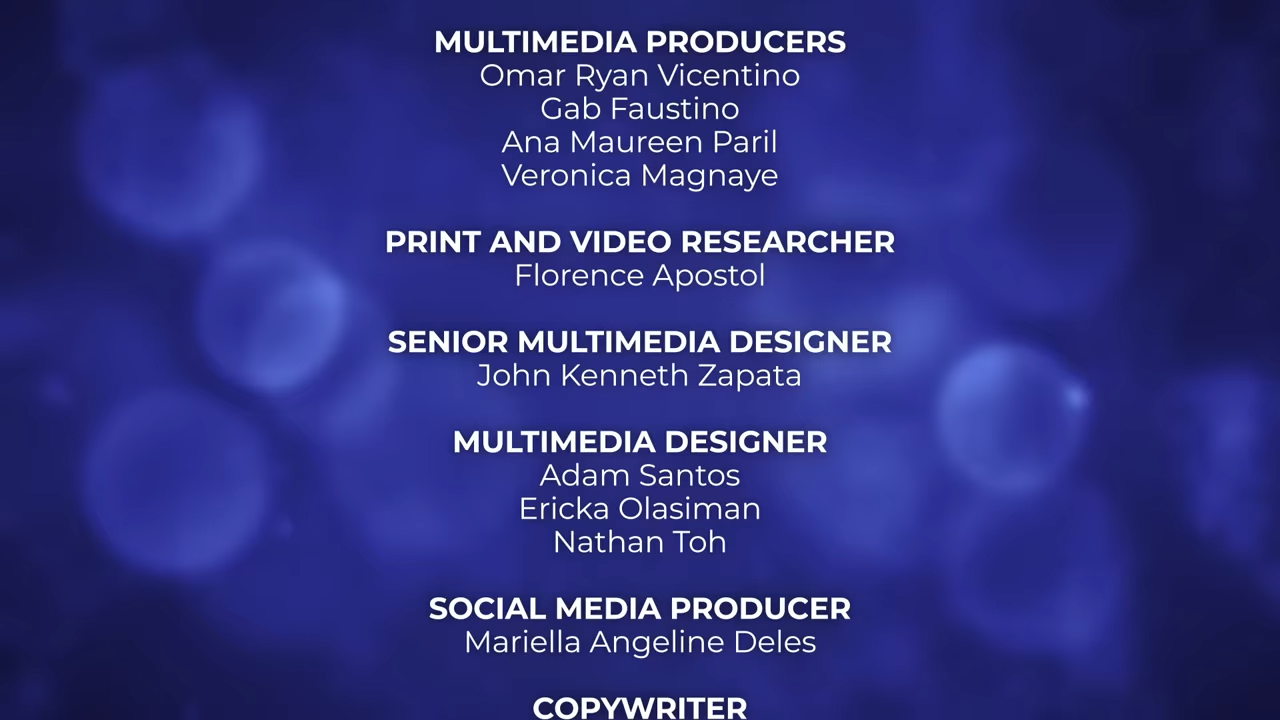 MULTIMEDIA PRODUCERS
Omar Ryan Vicentino
Gab Faustino
Ana Maureen Paril
Veronica Magnaye
PRINT AND VIDEO RESEARCHER
Florence Apostol
SENIOR MULTIMEDIA DESIGNER
John Kenneth Zapata
MULTIMEDIA DESIGNER
Adam Santos
Ericka Olasiman
Nathan Toh
SOCIAL MEDIA PRODUCER
Mariella Angeline Deles
COPYWRITER